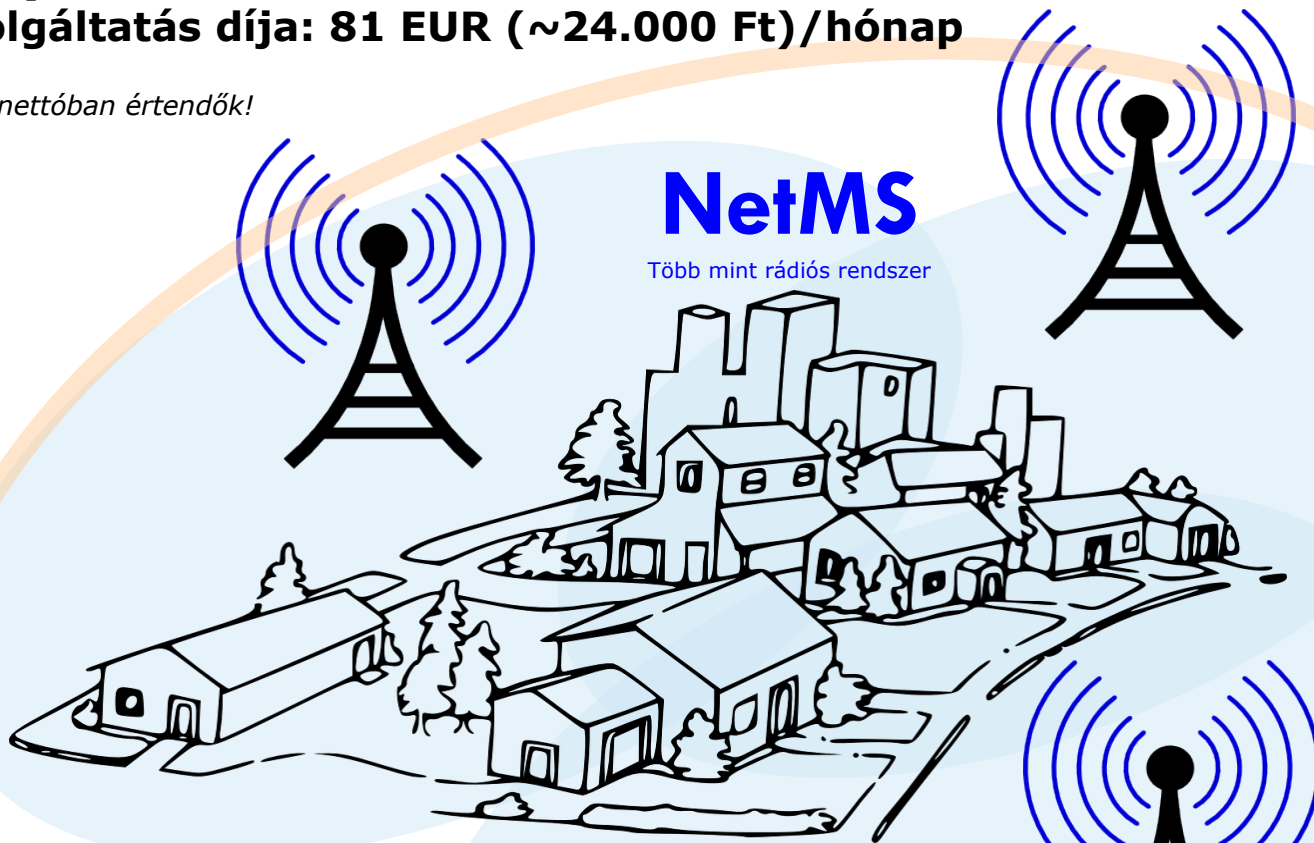 olgáltatás díja: 81 EUR (~24.000 Ft)/hónap
nettóban értendők!
NetMS
Több mint rádiós rendszer